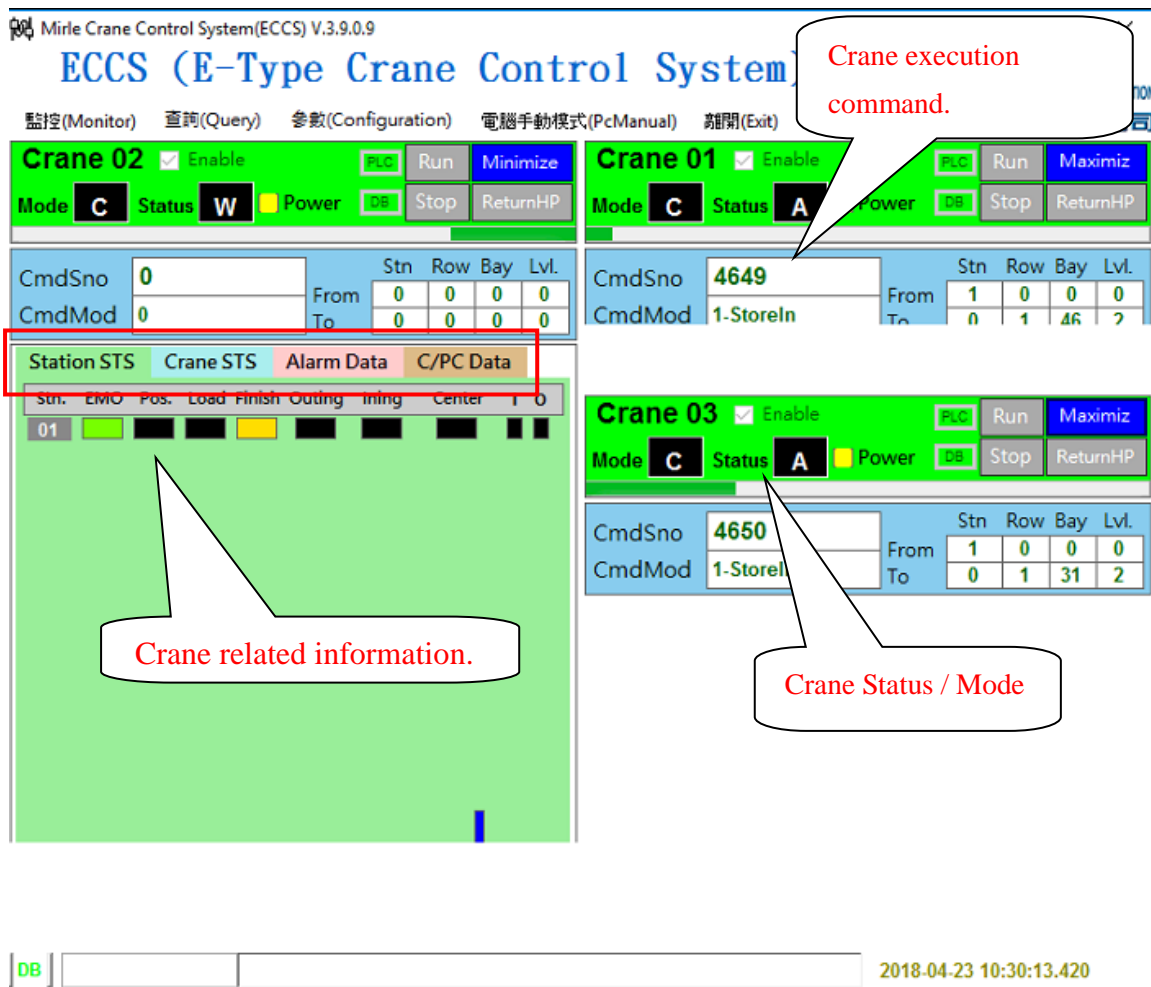 Mirle Crane Control System(ECCS) V.3.9.0.9
ECCS (E-Type Crane Control System)
Crane execution
command.
監控(Monitor) 查詢(Query) 參數(Configuration) 電腦手動模式(PcManual) 離開(Exit)
Crane 02 Enable PLC Run Minimize
Mode C Status W Power DB Stop ReturnHP
CmdSno 0
CmdMod 0
Stn Row Bay Lvl.
From 0 0 0 0
To 0 0 0 0
Crane 01 Enable PLC Run Maximiz
Mode C Status A Power DB Stop ReturnHP
CmdSno 4649
CmdMod 1-StoreIn
Stn Row Bay Lvl.
From 1 0 0 0
To 0 1 46 2
Station STS Crane STS Alarm Data C/PC Data
Stn. EMO Pos. Load Finish Outing Ining Center I O
01
Crane related information.
Crane 03 Enable PLC Run Maximiz
Mode C Status A Power DB Stop ReturnHP
CmdSno 4650
CmdMod
Stn Row Bay Lvl.
From 1 0 0 0
To 0 1 31 2
Crane Status / Mode
DB
2018-04-23 10:30:13.420